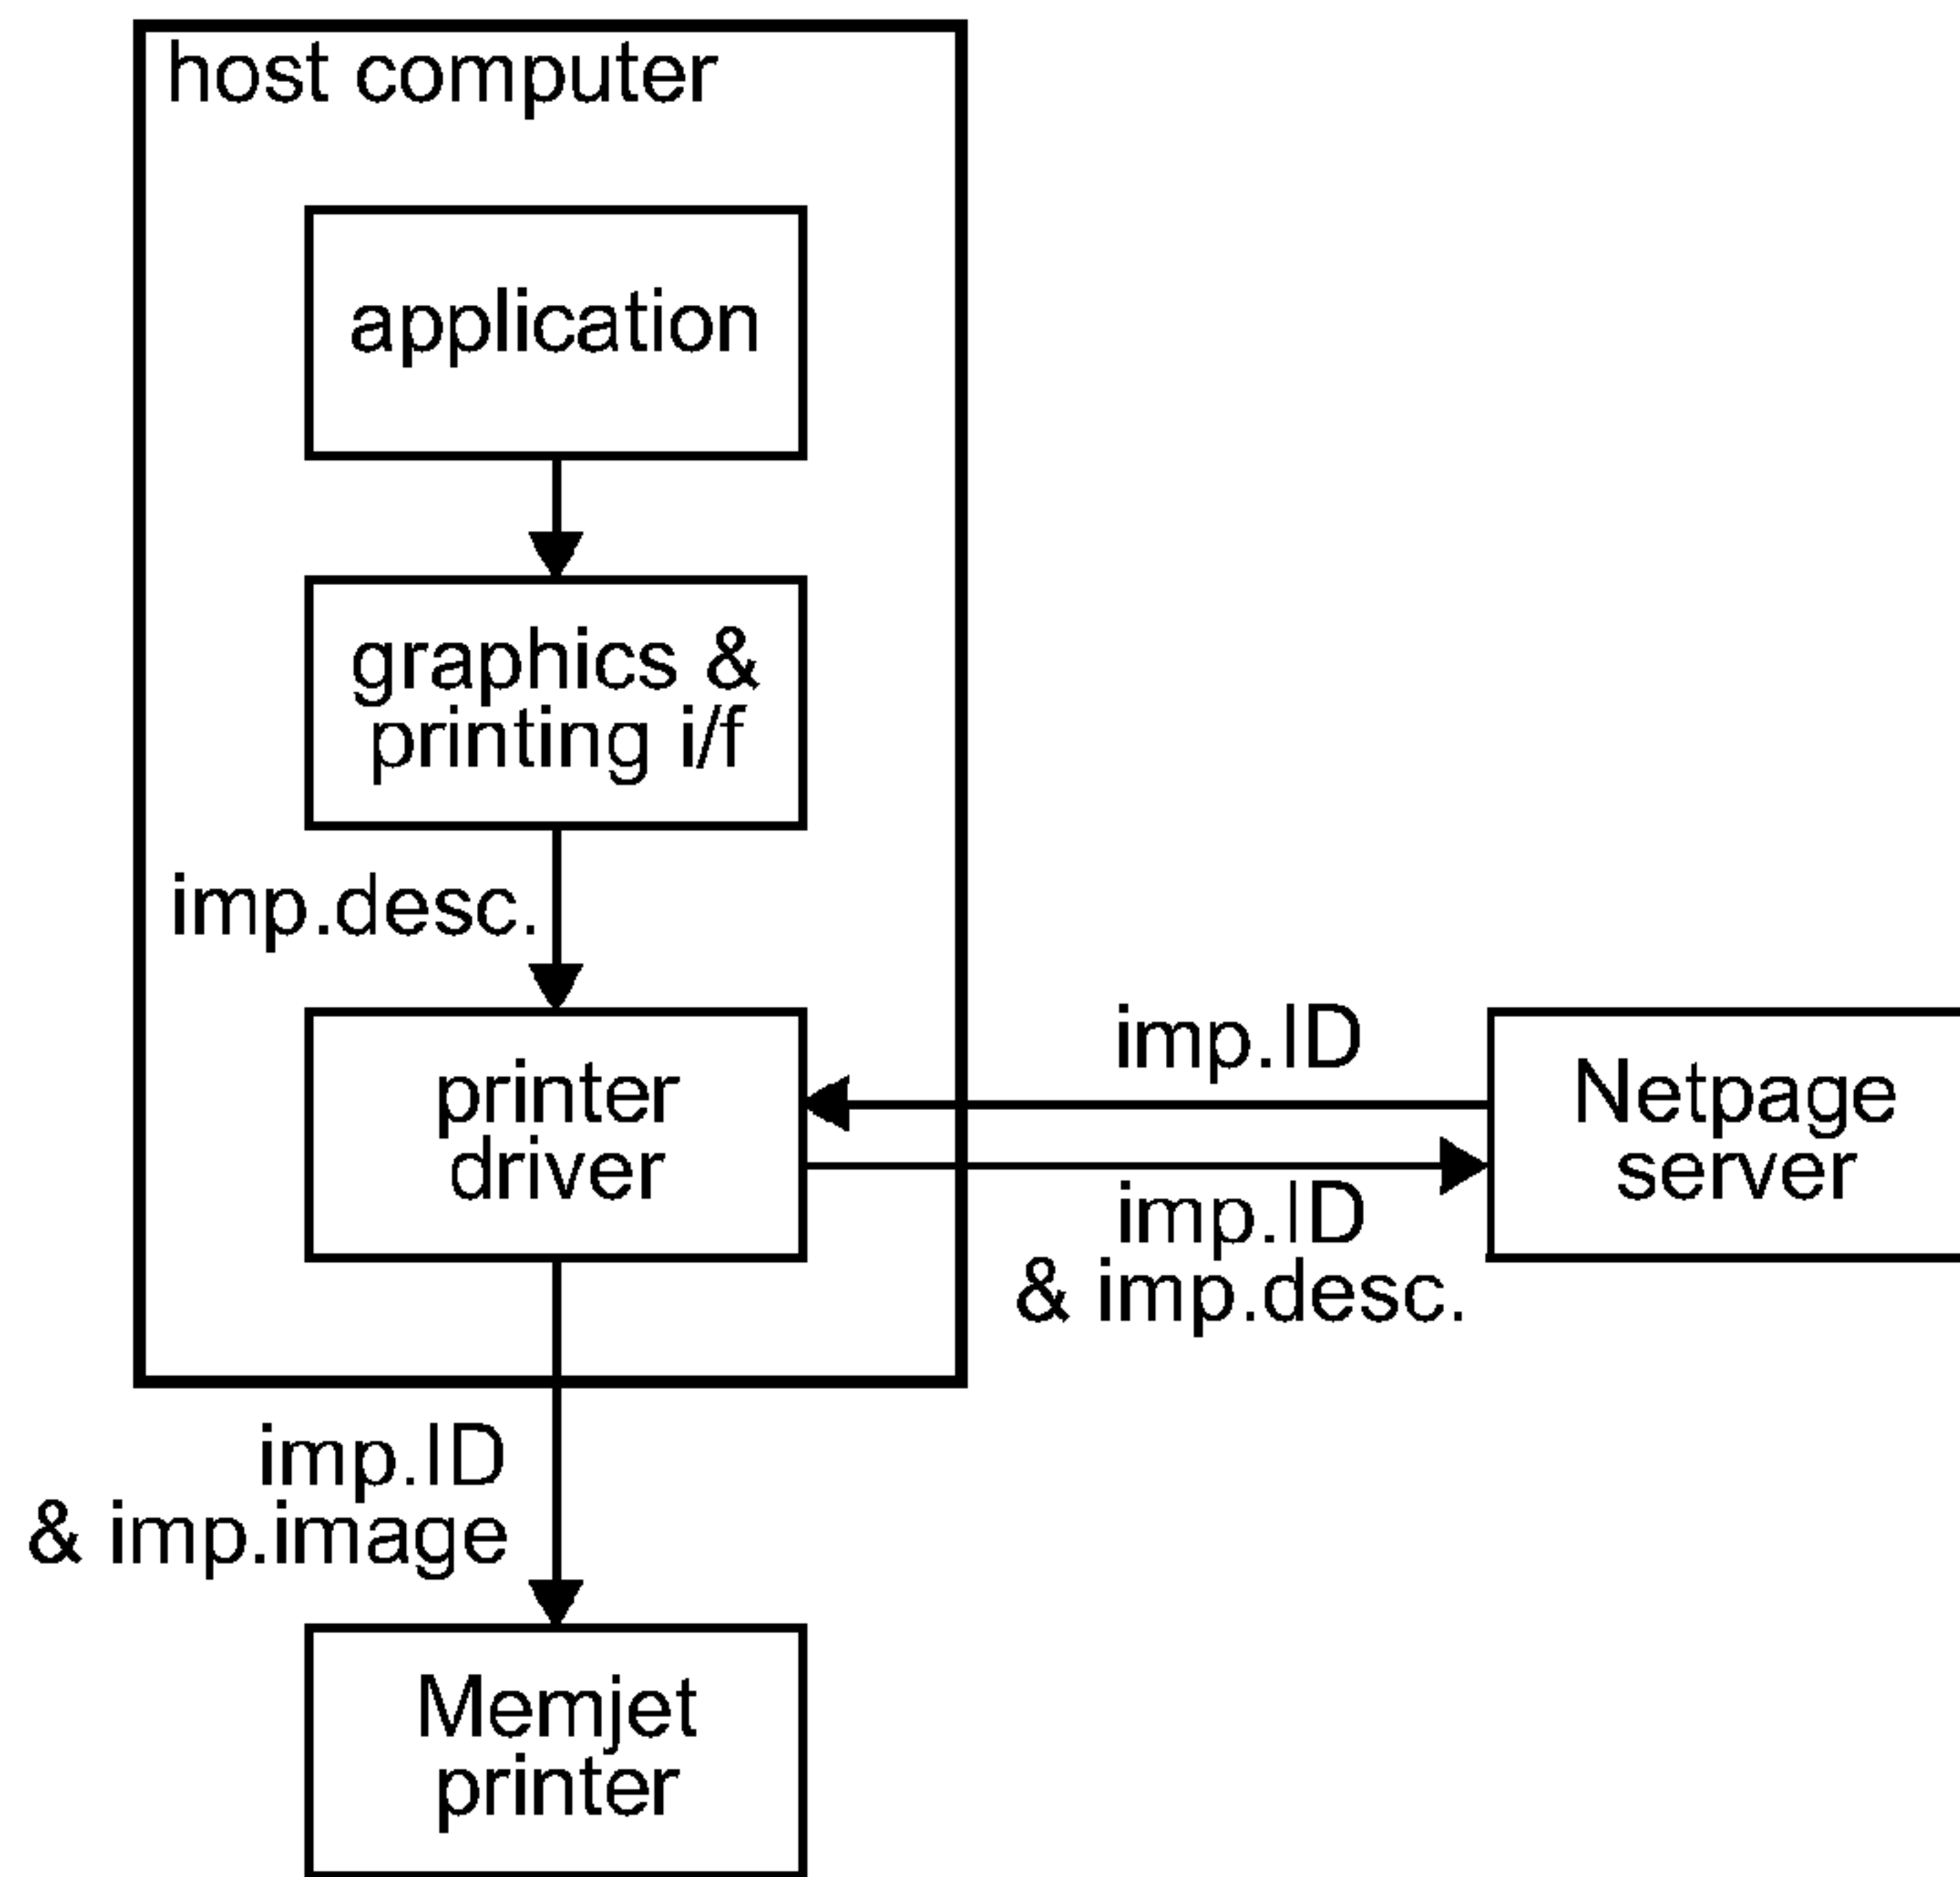 host computer
application
graphics &
printing i/f
imp.desc.
printer
driver
imp.ID
Netpage
server
imp.ID
& imp.desc.
imp.ID
& imp.image
Memjet
printer